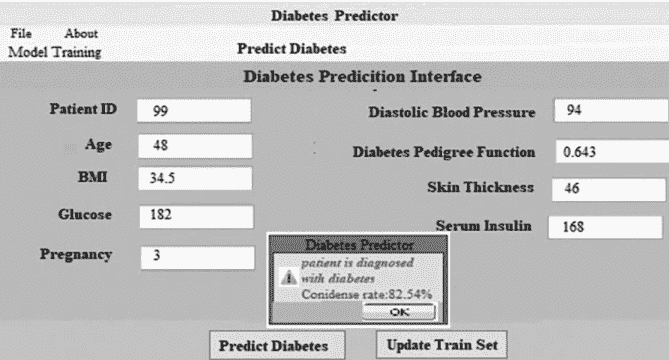 Diabetes Predictor
File About
Model Training Predict Diabetes
Diabetes Predicition Interface
Patient ID 99 Diastolic Blood Pressure 94
Age 48 Diabetes Pedigree Function 0.643
BMI 34.5 Skin Thickness 46
Glucose 182 Serum Insulin 168
Pregnancy 3
Diabetes Predictor
patient is diagnosed
with diabetes
Conidense rate:82.54%
OK
Predict Diabetes Update Train Set